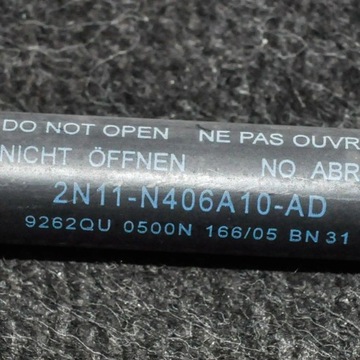 DO NOT OPEN NE PAS OUVR
NICHT ÖFFNEN NO ABR
2N11-N406A10-AD
9262QU 0500N 166/05 BN 31